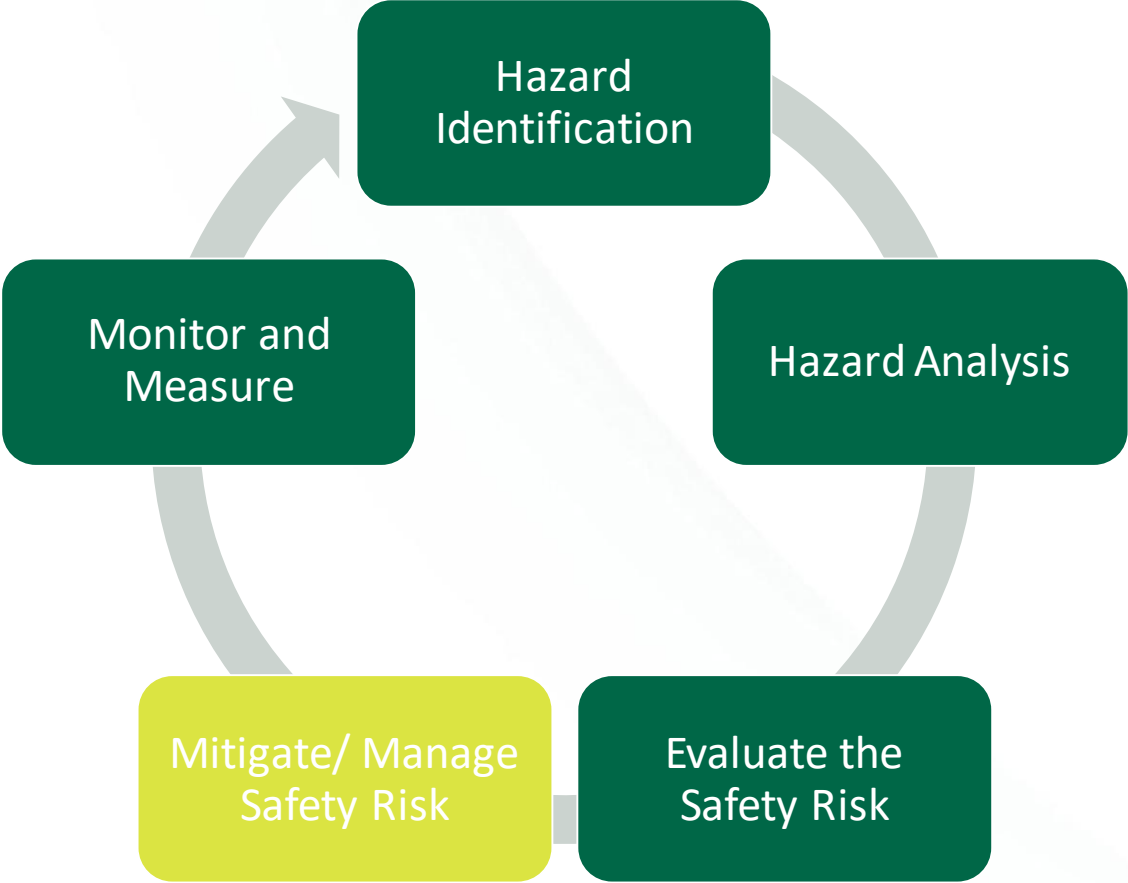 Hazard
Identification
Hazard Analysis
Evaluate the
Safety Risk
Mitigate/ Manage
Safety Risk
Monitor and
Measure